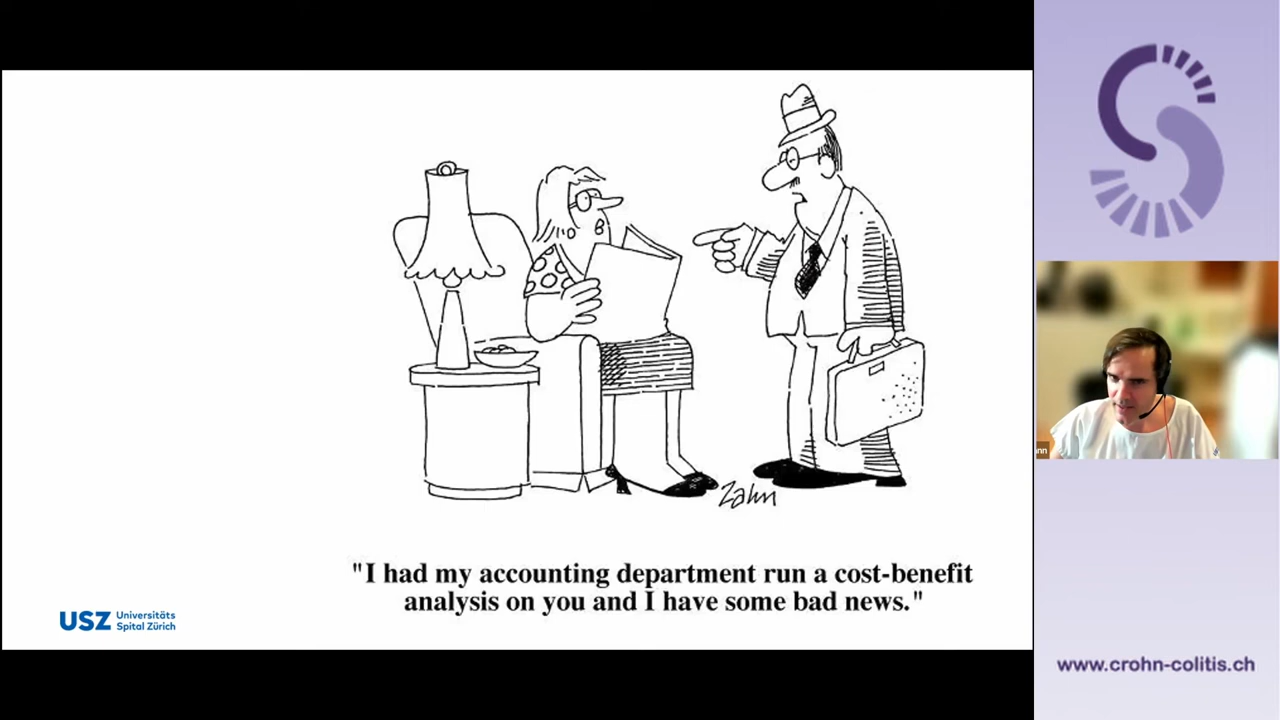 Zahn
"I had my accounting department run a cost-benefit
analysis on you and I have some bad news."
USZ Universitäts
Spital Zürich
ann
www.crohn-colitis.ch